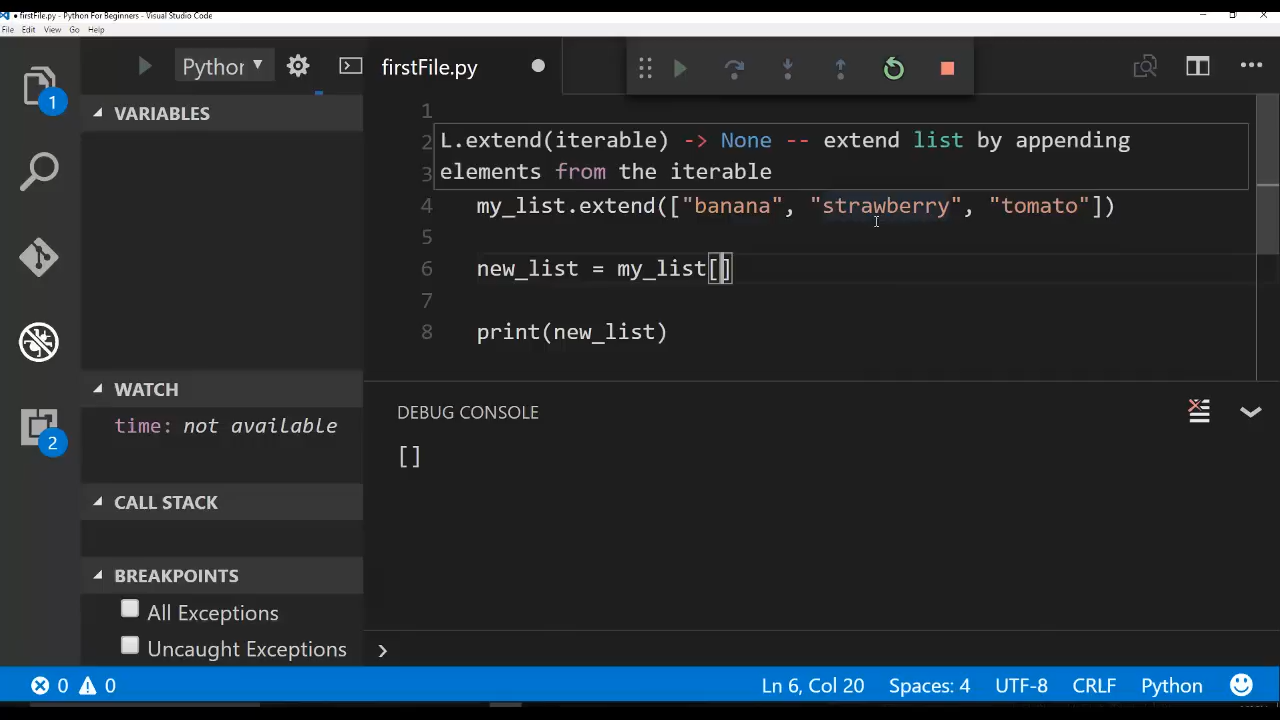 firstFile.py - Python For Beginners - Visual Studio Code
File Edit View Go Help
Python
firstFile.py
1
VARIABLES
1
2
L.extend(iterable) -> None -- extend list by appending
3
elements from the iterable
4 my_list.extend(["banana", "strawberry", "tomato"])
5
6 new_list = my_list[]
7
8 print(new_list)
WATCH
time: not available
2
CALL STACK
BREAKPOINTS
All Exceptions
Uncaught Exceptions
DEBUG CONSOLE
[]
>
0 0 Ln 6, Col 20 Spaces: 4 UTF-8 CRLF Python